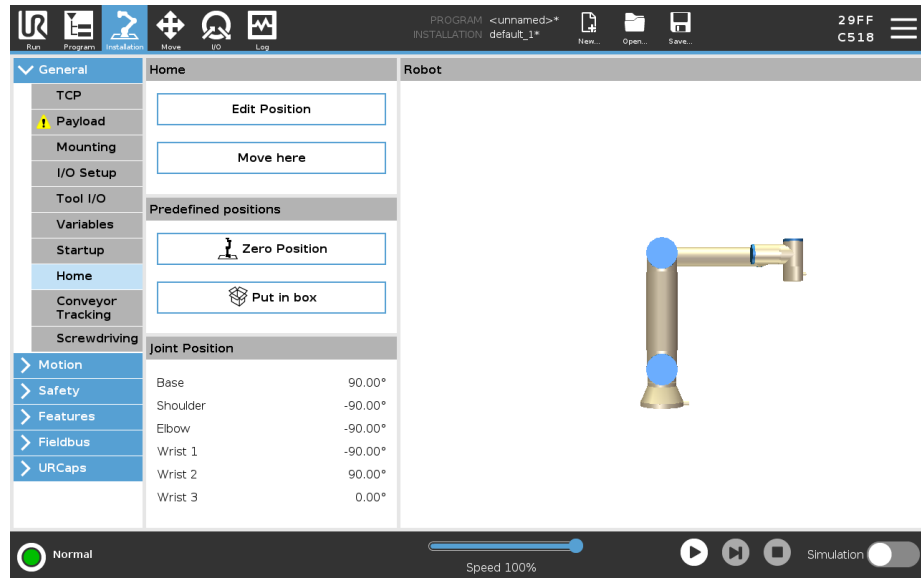 PROGRAM <unnamed>*
INSTALLATION default_1*
Run
Program
Installation
Move
I/O
Log
New...
Open...
Save...
29FF
C518
General
TCP
Payload
Mounting
I/O Setup
Tool I/O
Variables
Startup
Home
Conveyor
Tracking
Screwdriving
Motion
Safety
Features
Fieldbus
URCaps
Home
Edit Position
Move here
Predefined positions
Zero Position
Put in box
Joint Position
Base 90.00°
Shoulder -90.00°
Elbow -90.00°
Wrist 1 -90.00°
Wrist 2 90.00°
Wrist 3 0.00°
Robot
Normal
Speed 100%
Simulation